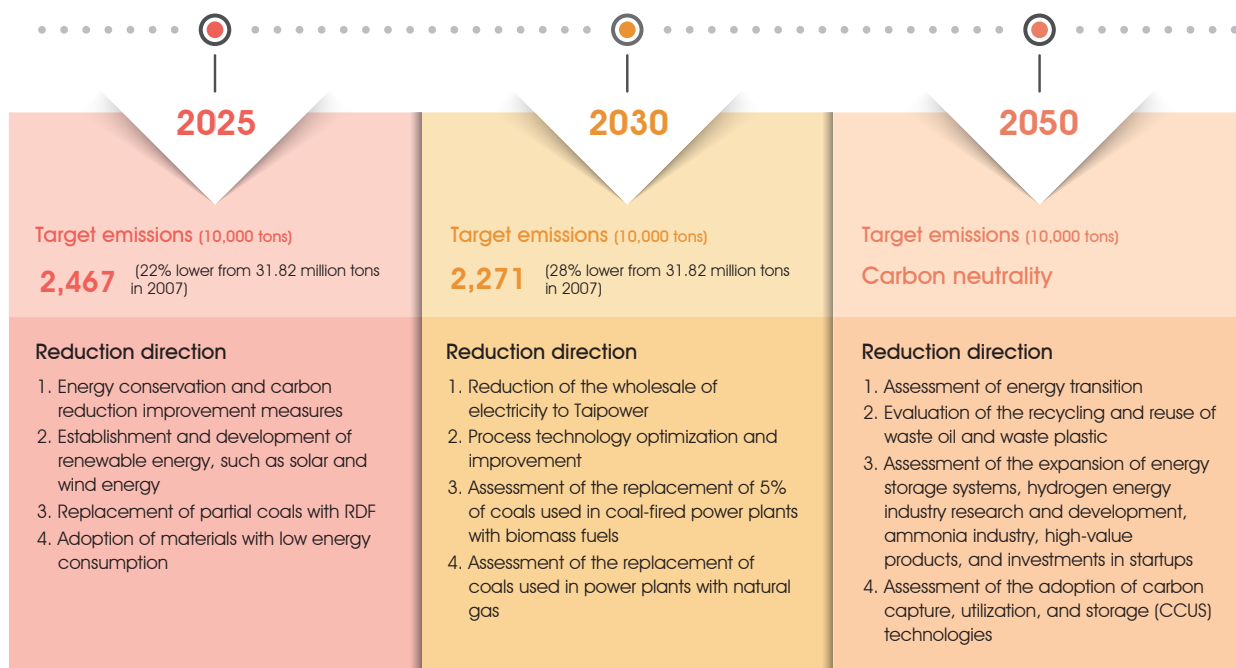 2025
Target emissions (10,000 tons)
2,467 (22% lower from 31.82 million tons
in 2007)
Reduction direction
1. Energy conservation and carbon
reduction improvement measures
2. Establishment and development of
renewable energy, such as solar and
wind energy
3. Replacement of partial coals with RDF
4. Adoption of materials with low energy
consumption
2030
Target emissions (10,000 tons)
2,271 (28% lower from 31.82 million tons
in 2007)
Reduction direction
1. Reduction of the wholesale of
electricity to Taipower
2. Process technology optimization and
improvement
3. Assessment of the replacement of 5%
of coals used in coal-fired power plants
with biomass fuels
4. Assessment of the replacement of
coals used in power plants with natural
gas
2050
Target emissions (10,000 tons)
Carbon neutrality
Reduction direction
1. Assessment of energy transition
2. Evaluation of the recycling and reuse of
waste oil and waste plastic
3. Assessment of the expansion of energy
storage systems, hydrogen energy
industry research and development,
ammonia industry, high-value
products, and investments in startups
4. Assessment of the adoption of carbon
capture, utilization, and storage (CCUS)
technologies